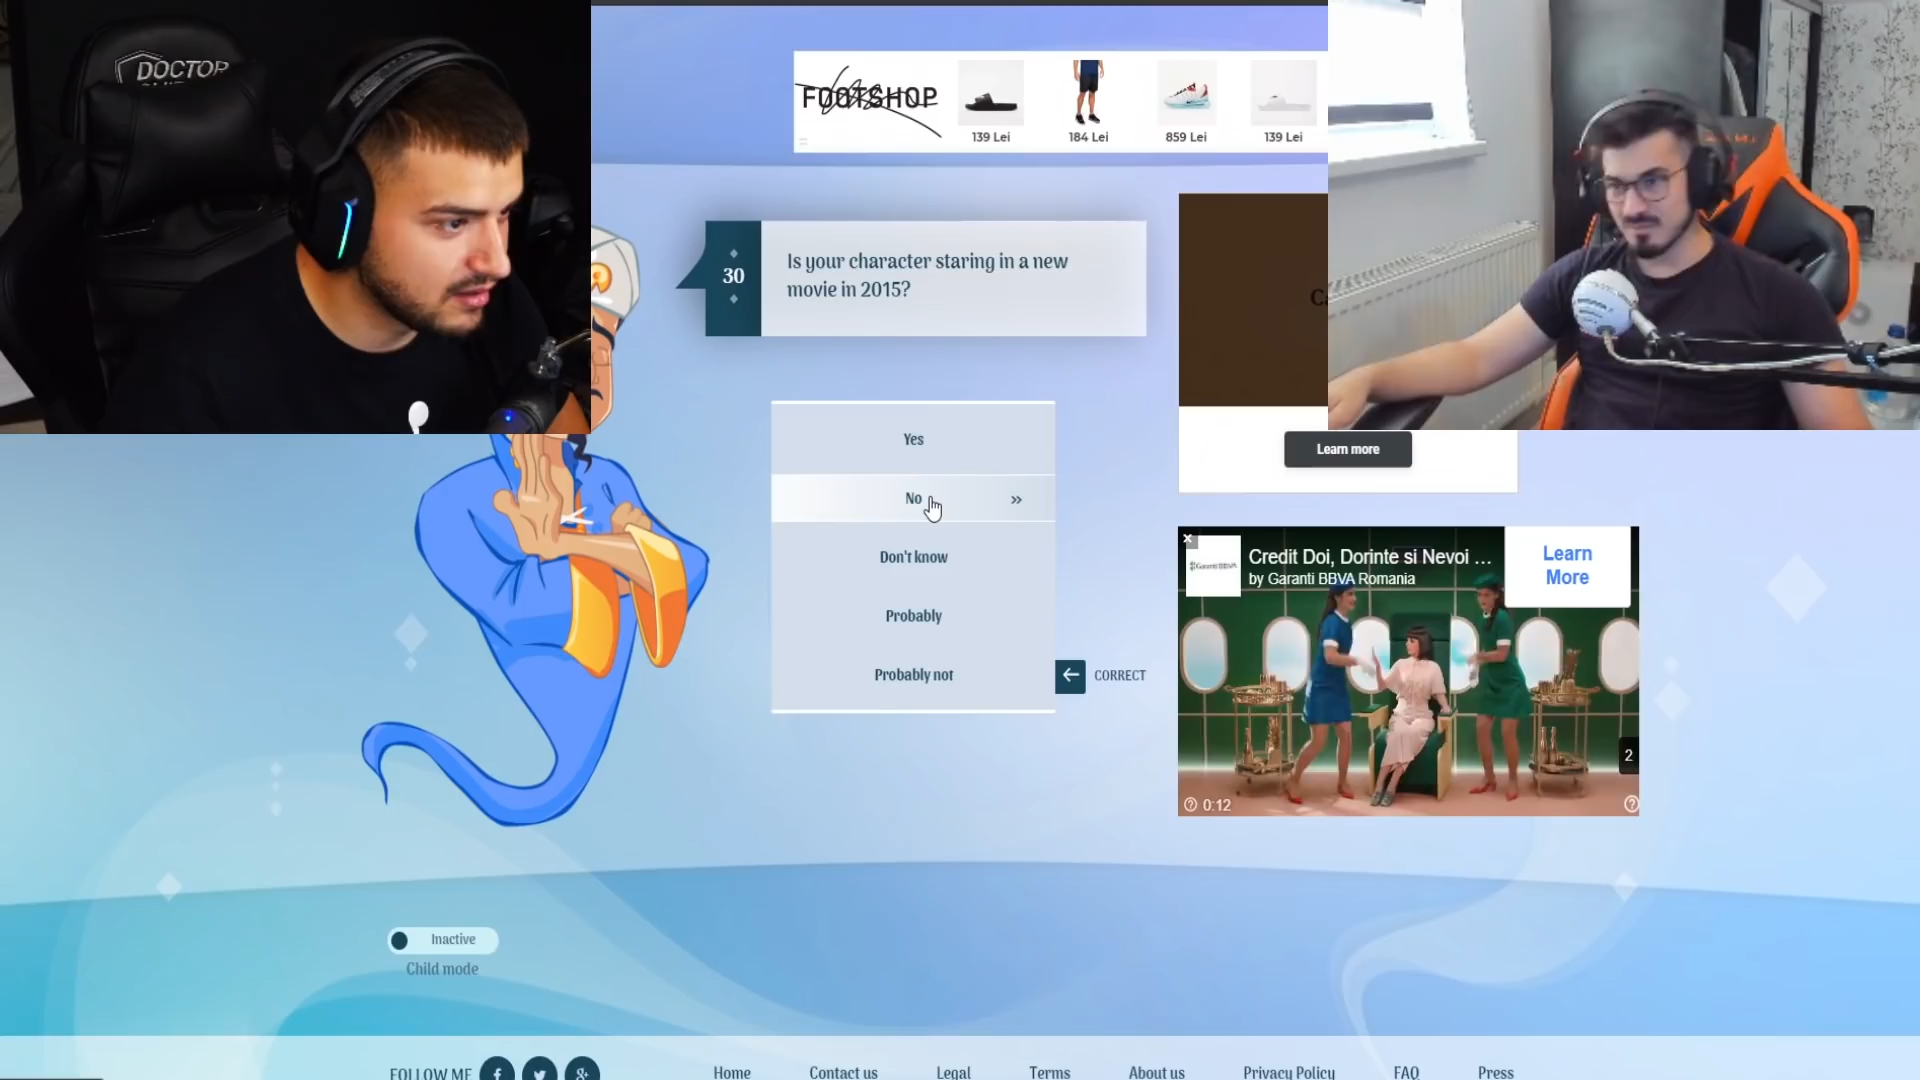 DOCTOR
FOOTSHOP
139 Lei
184 Lei
859 Lei
139 Lei
30
Is your character staring in a new
movie in 2015?
Yes
No »
Don't know
Probably
Probably not
CORRECT
Learn more
Garanti BBVA
Credit Doi, Dorinte si Nevoi ...
by Garanti BBVA Romania
Learn
More
2
0:12
Inactive
Child mode
FOLLOW ME
Home
Contact us
Legal
Terms
About us
Privacy Policy
FAQ
Press